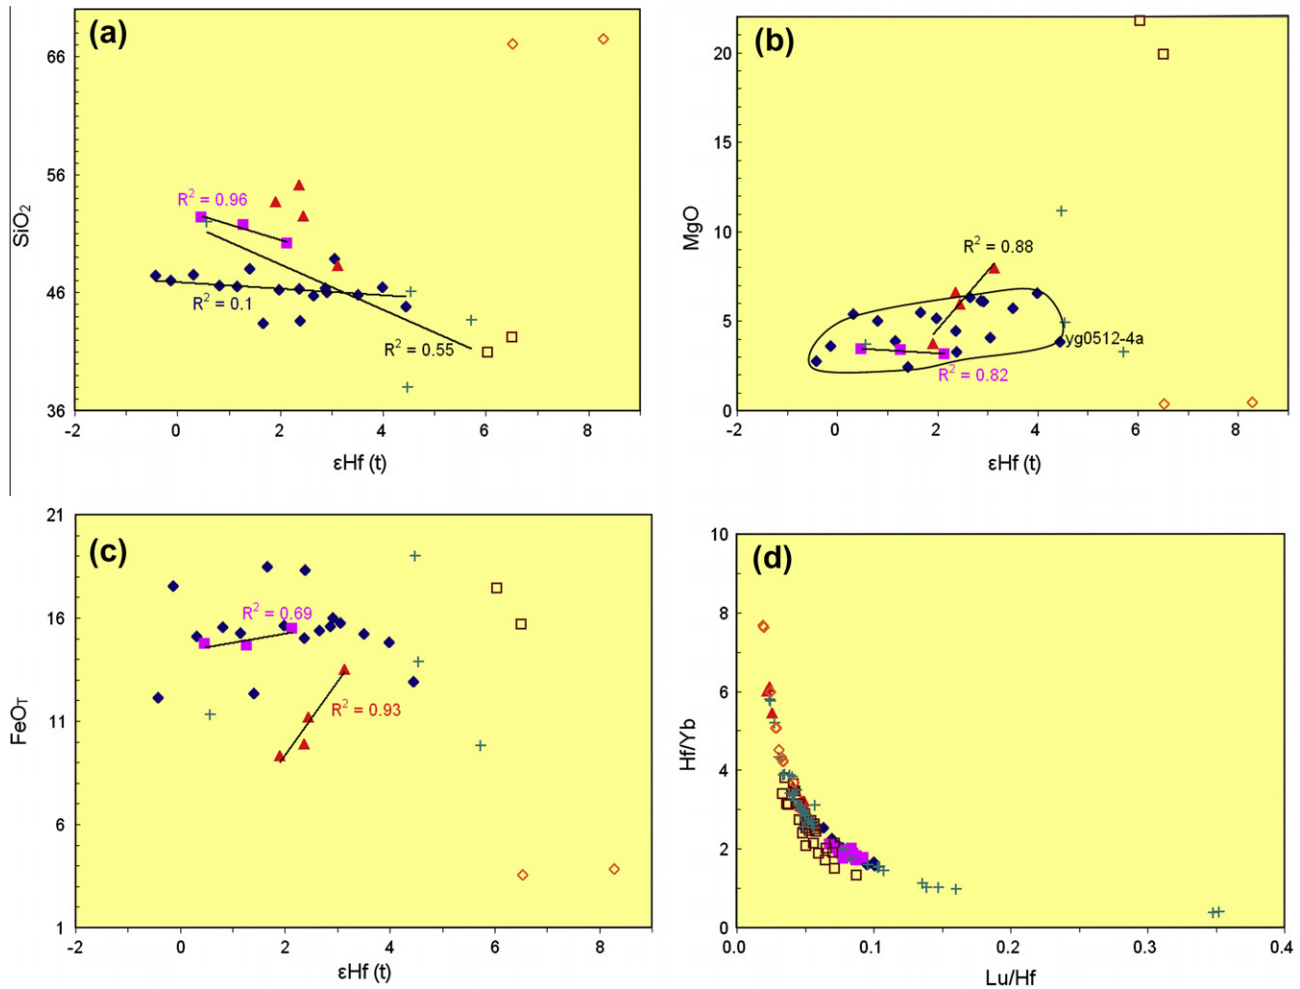 (a)
66
56
46
36
SiO2
R2 = 0.96
R2 = 0.1
R2 = 0.55
-2 0 2 4 6 8
εHf (t)
(b)
20
15
10
5
0
MgO
R2 = 0.88
yg0512-4a
R2 = 0.82
-2 0 2 4 6 8
εHf (t)
(c)
21
16
11
6
1
FeOT
R2 = 0.69
R2 = 0.93
-2 0 2 4 6 8
εHf (t)
(d)
10
8
6
4
2
0
Hf/Yb
0.0 0.1 0.2 0.3 0.4
Lu/Hf